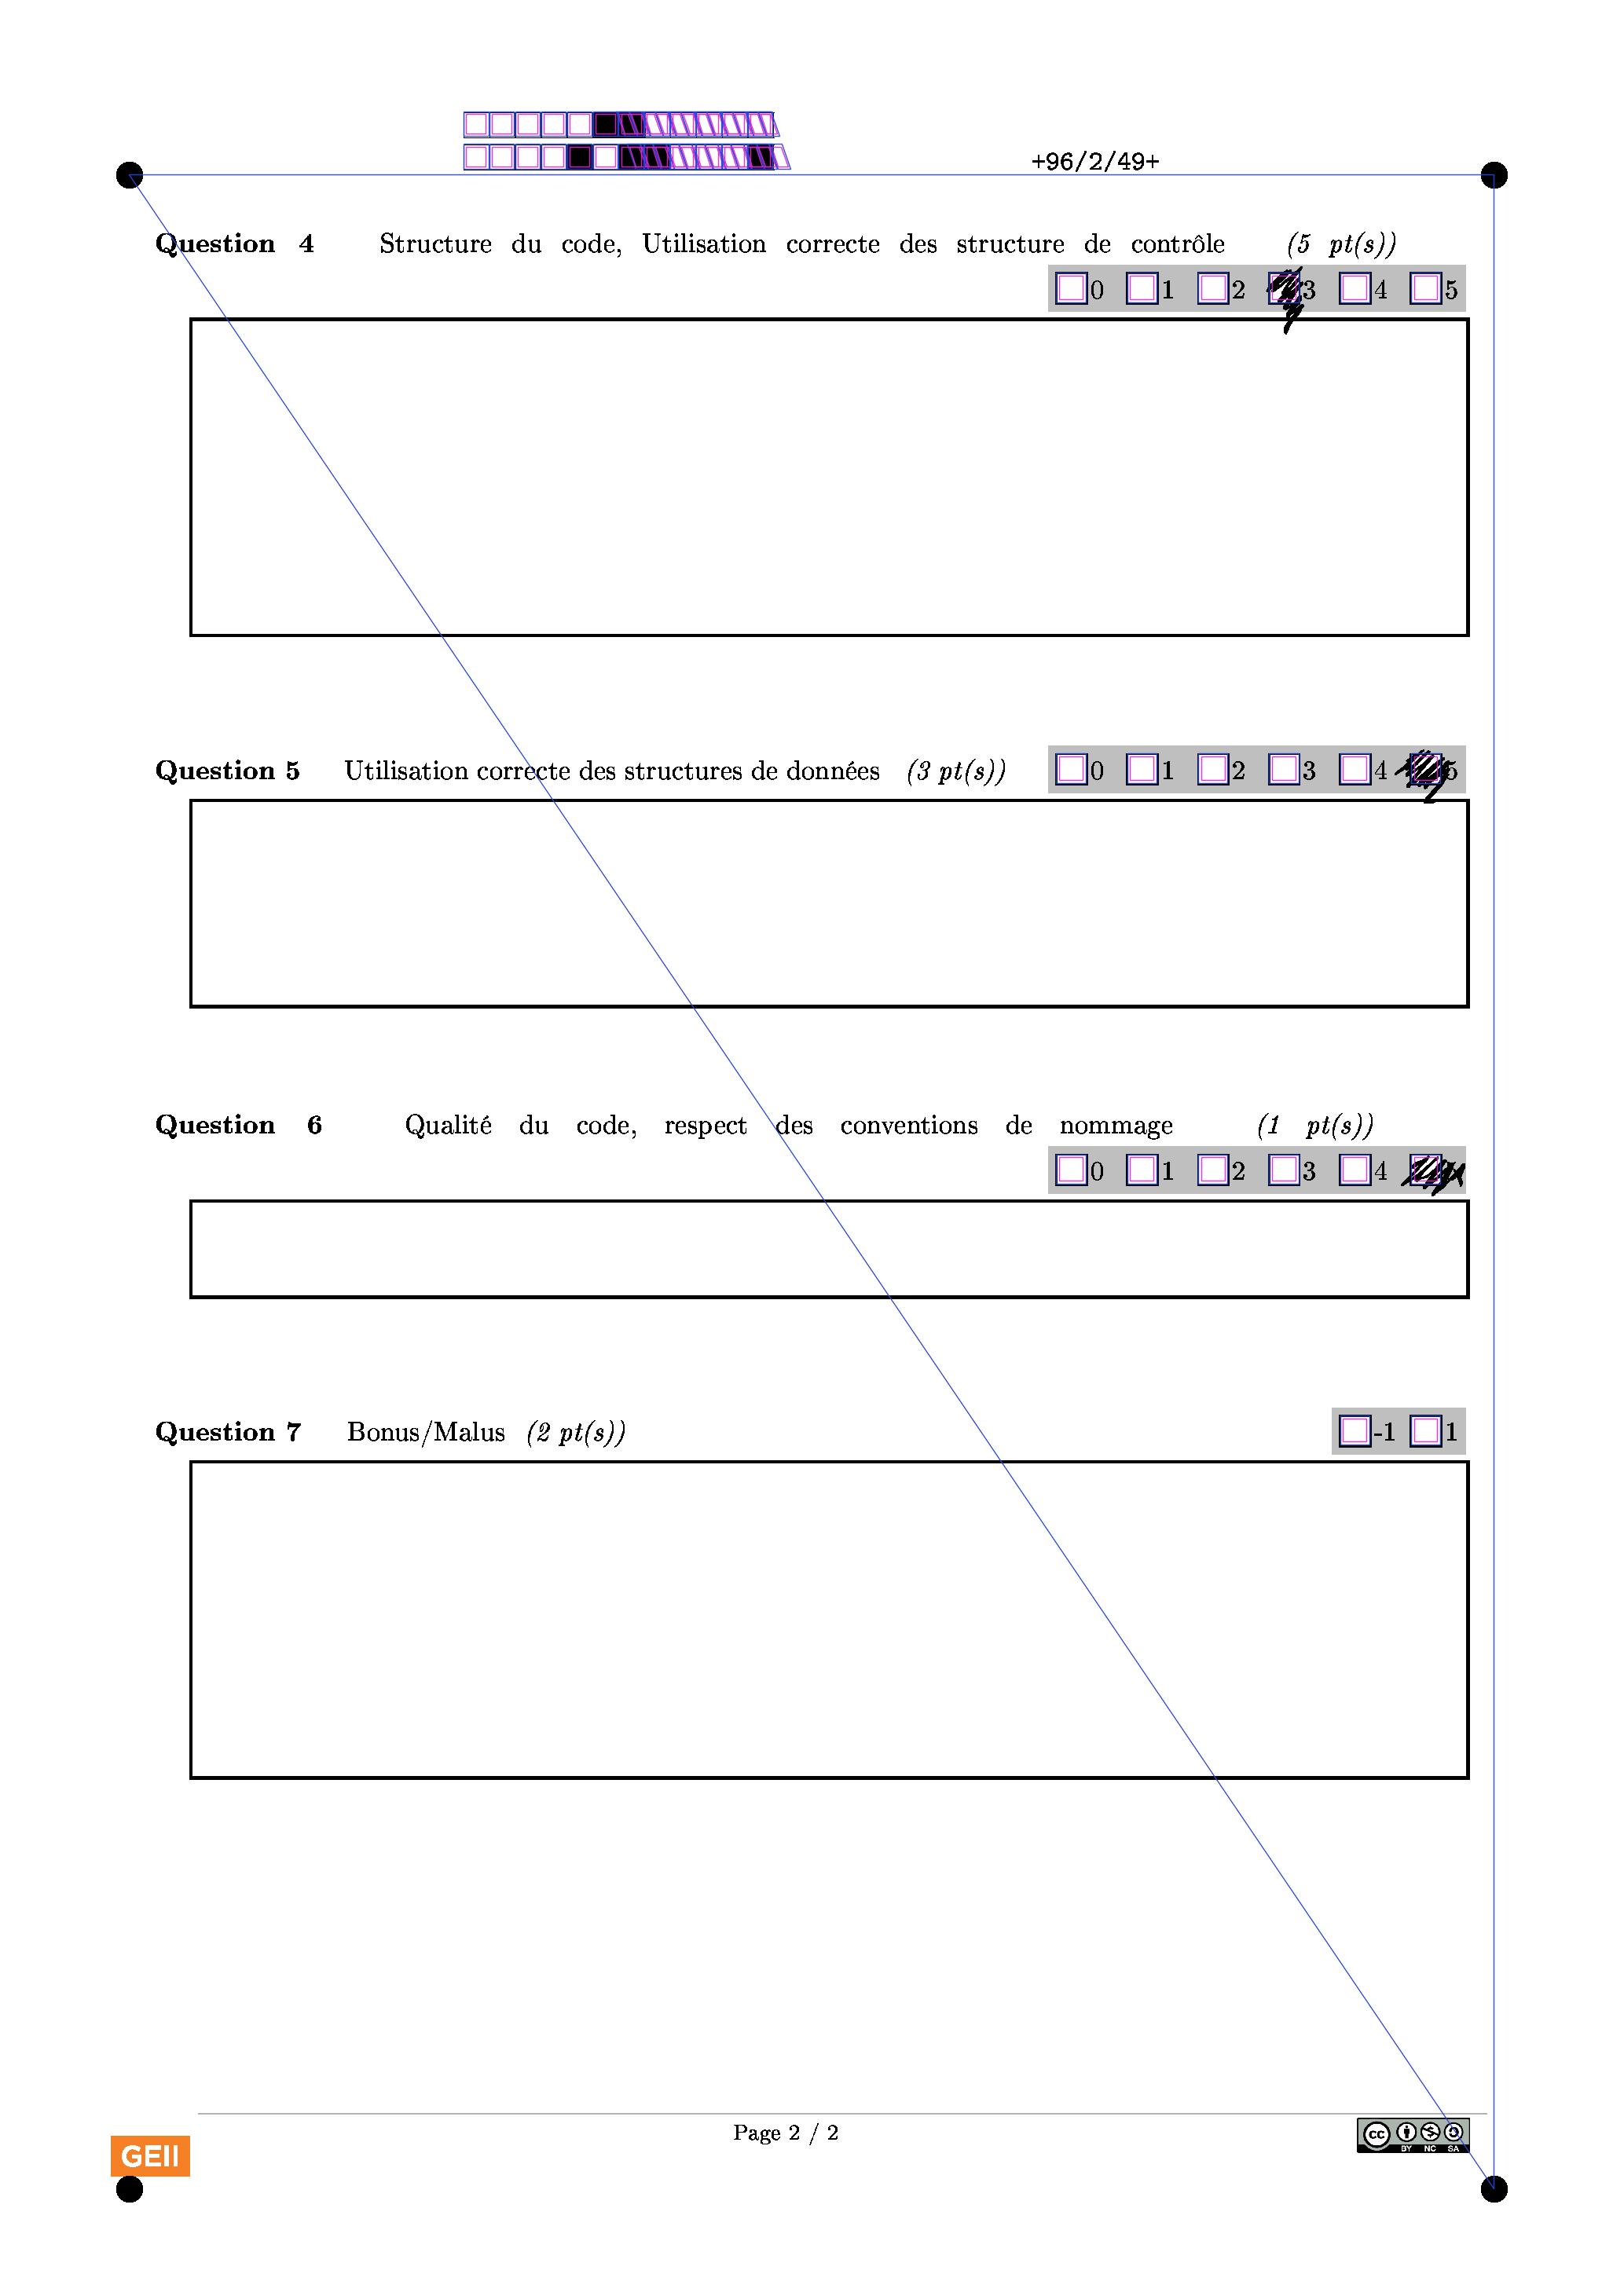 +96/2/49+
Question 4 Structure du code, Utilisation correcte des structure de contrôle (5 pt(s))
0 1 2 3 4 5
Question 5 Utilisation correcte des structures de données (3 pt(s)) 0 1 2 3 4 5
Question 6 Qualité du code, respect des conventions de nommage (1 pt(s))
0 1 2 3 4
Question 7 Bonus/Malus (2 pt(s)) -1 1
Page 2 / 2
cc BY NC SA
GEII